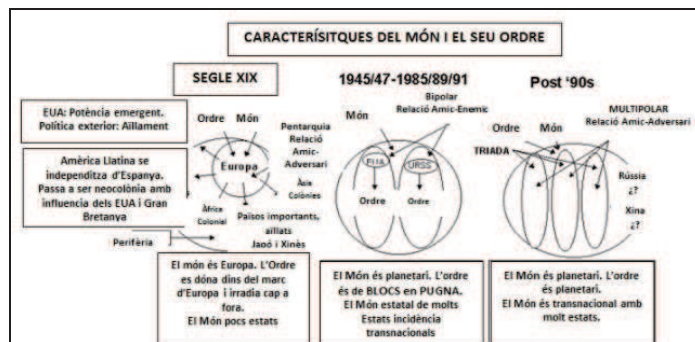 CARACTERÍSITQUES DEL MÓN I EL SEU ORDRE
SEGLE XIX
EUA: Potència emergent.
Política exterior: Aïllament
Amèrica Llatina se
independitza d'Espanya.
Passa a ser neocolònia amb
influencia dels EUA i Gran
Bretanya
Perifèria
Ordre Món
Europa
Pentarquia
Relació
Amic-
Adversari
Àsia
Colònies
Àfrica
Colonial
Països importants,
aïllats
Jaoó i Xinès
El món és Europa. L'Ordre
es dóna dins del marc
d'Europa i irradia cap a
fora.
El Món pocs estats
1945/47-1985/89/91
Bipolar
Relació Amic-Enemic
Món
EUA
URSS
Ordre
Ordre
El Món és planetari. L'ordre
és de BLOCS en PUGNA.
El Món estatal de molts
Estats incidència
transnacionals
Post '90s
MULTIPOLAR
Relació Amic-Adversari
Ordre
Món
TRIADA
Rússia
¿?
Xina
¿?
El Món és planetari. L'ordre
és planetari.
El Món és transnacional amb
molt estats.